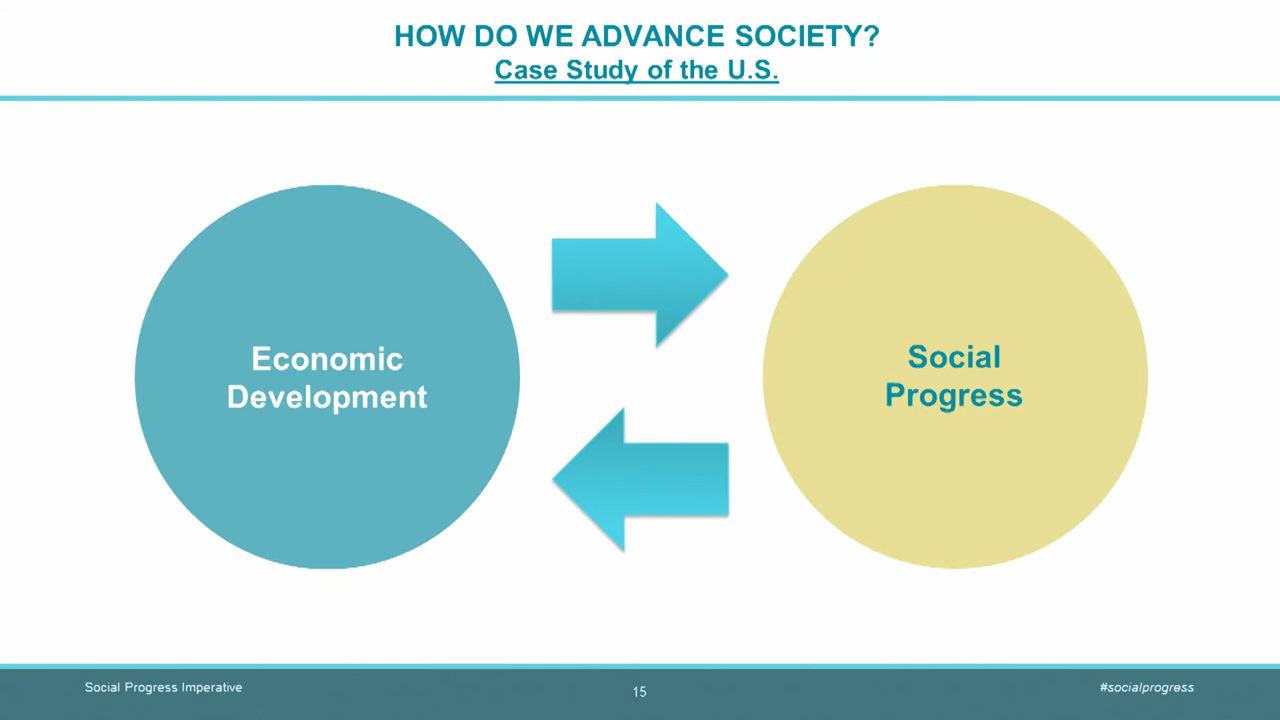 HOW DO WE ADVANCE SOCIETY?
Case Study of the U.S.
Economic
Development
Social
Progress
Social Progress Imperative
15
#socialprogress